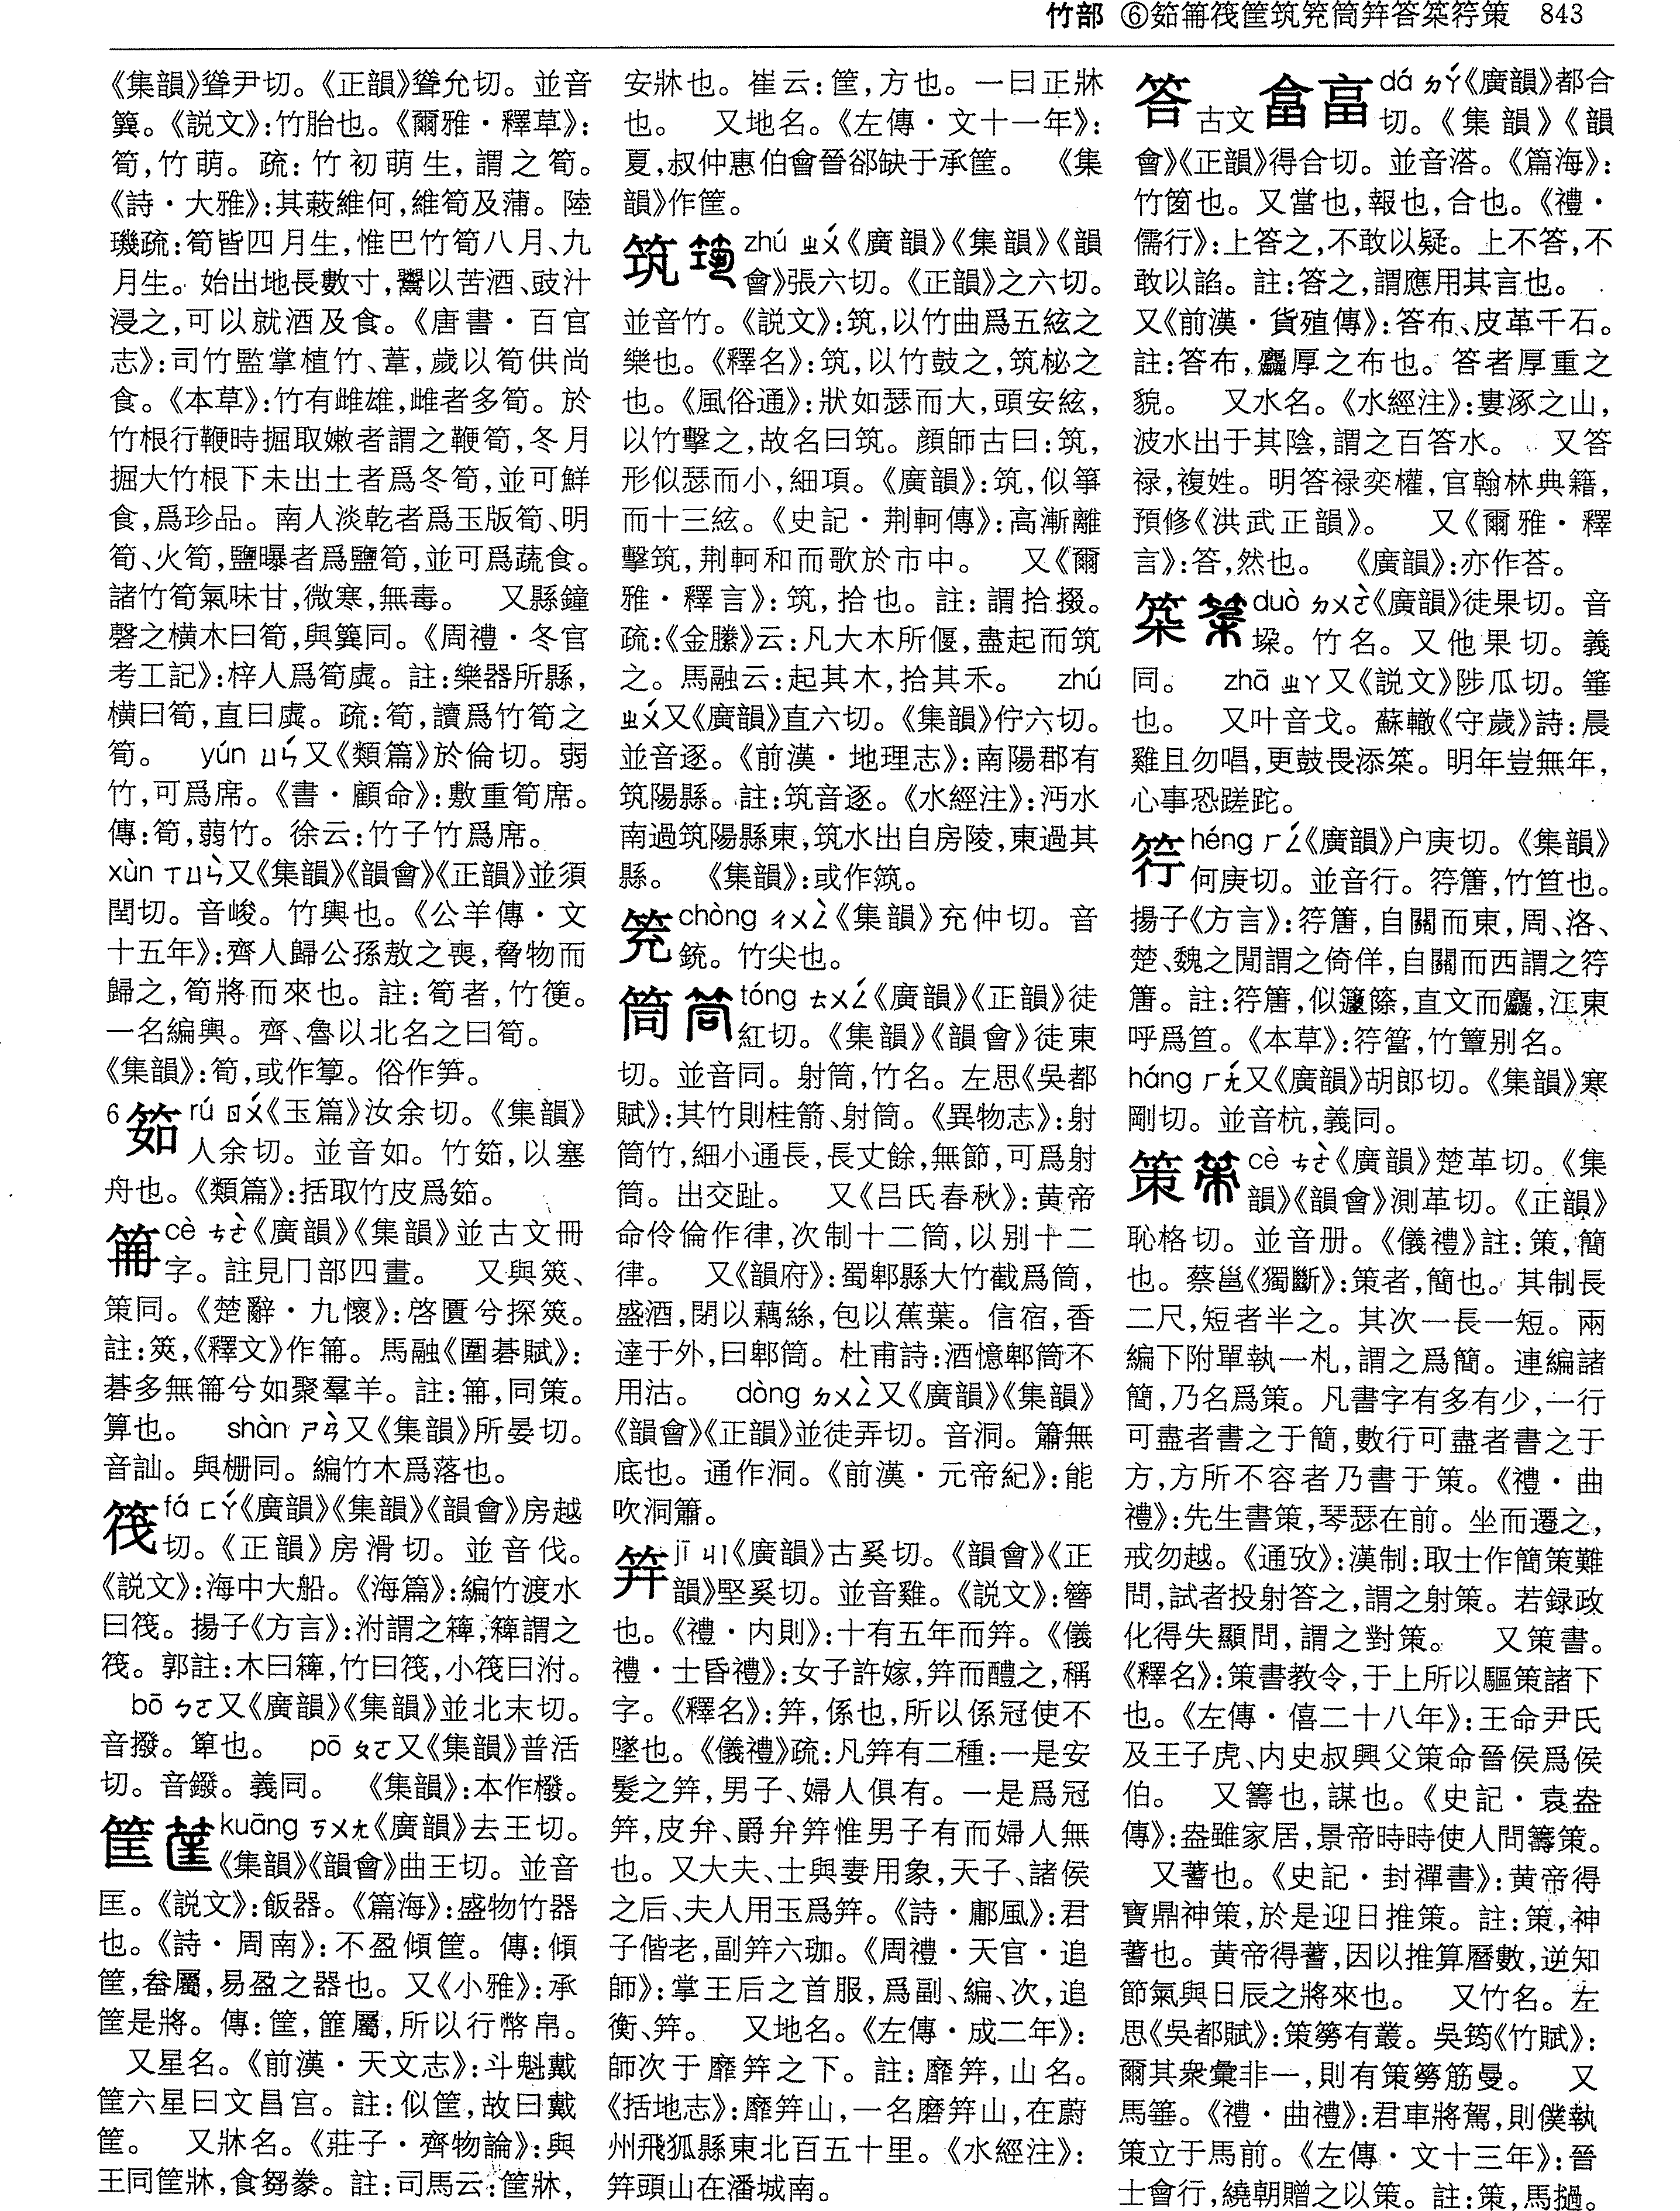 竹部 ⑥茹笧筏筐筑筦筒笄答築筕策 843
《集韻》聳尹切。《正韻》聳允切。並音
簨。《説文》:竹胎也。《爾雅·釋草》:
筍,竹萌。疏:竹初萌生,謂之筍。
《詩·大雅》:其蔌維何,維筍及蒲。陸
璣疏:筍皆四月生,惟巴竹筍八月、九
月生。始出地長數寸,鬻以苦酒、豉汁
浸之,可以就酒及食。《唐書·百官
志》:司竹監掌植竹、葦,歲以筍供尚
食。《本草》:竹有雌雄,雌者多筍。於
竹根行鞭時掘取嫩者謂之鞭筍,冬月
掘大竹根下未出土者爲冬筍,並可鮮
食,爲珍品。南人淡乾者爲玉版筍、明
筍、火筍,鹽曝者爲鹽筍,並可爲蔬食。
諸竹筍氣味甘,微寒,無毒。 又縣鐘
磬之横木曰筍,與簨同。《周禮·冬官
考工記》:梓人爲筍虡。註:樂器所縣,
横曰筍,直曰虡。疏:筍,讀爲竹筍之
筍。 yún ㄩㄣˊ又《類篇》於倫切。弱
竹,可爲席。《書·顧命》:敷重筍席。
傳:筍,蒻竹。徐云:竹子竹爲席。
xùn ㄒㄩㄣˋ又《集韻》《韻會》《正韻》並須
閏切。音峻。竹輿也。《公羊傳·文
十五年》:齊人歸公孫敖之喪,脅物而
歸之,筍將而來也。註:筍者,竹箯。
一名編輿。齊、魯以北名之曰筍。
《集韻》:筍,或作箰。俗作笋。
6 筎 rú ㄖㄨˊ《玉篇》汝余切。《集韻》
人余切。並音如。竹筎,以塞
舟也。《類篇》:括取竹皮爲筎。
笧 cè ㄘㄜˋ《廣韻》《集韻》並古文冊
字。註見冂部四畫。 又與筴、
策同。《楚辭·九懷》:啓匱兮探筴。
註:筴,《釋文》作笧。馬融《圍碁賦》:
碁多無笧兮如聚羣羊。註:笧,同策。
算也。 shàn ㄕㄢˋ又《集韻》所晏切。
音訕。與栅同。編竹木爲落也。
筏 fá ㄈㄚˊ《廣韻》《集韻》《韻會》房越
切。《正韻》房滑切。並音伐。
《説文》:海中大船。《海篇》:編竹渡水
曰筏。揚子《方言》:泭謂之䉬,䉬謂之
筏。郭註:木曰䉬,竹曰筏,小筏曰泭。
bō ㄅㄛ又《廣韻》《集韻》並北末切。
音撥。箄也。 pō ㄆㄛ又《集韻》普活
切。音鏺。義同。 《集韻》:本作橃。
筐 kuāng ㄎㄨㄤ《廣韻》去王切。
《集韻》《韻會》曲王切。並音
匡。《説文》:飯器。《篇海》:盛物竹器
也。《詩·周南》:不盈傾筐。傳:傾
筐,畚屬,易盈之器也。又《小雅》:承
筐是將。傳:筐,篚屬,所以行幣帛。
又星名。《前漢·天文志》:斗魁戴
筐六星曰文昌宫。註:似筐,故曰戴
筐。 又牀名。《莊子·齊物論》:與
王同筐牀,食芻豢。註:司馬云:筐牀,
安牀也。崔云:筐,方也。一曰正牀
也。 又地名。《左傳·文十一年》:
夏,叔仲惠伯會晉郤缺于承筐。 《集
韻》作筐。
筑 zhú ㄓㄨˊ《廣韻》《集韻》《韻
會》張六切。《正韻》之六切。
並音竹。《説文》:筑,以竹曲爲五絃之
樂也。《釋名》:筑,以竹鼓之,筑柲之
也。《風俗通》:狀如瑟而大,頭安絃,
以竹擊之,故名曰筑。顔師古曰:筑,
形似瑟而小,細項。《廣韻》:筑,似箏
而十三絃。《史記·荆軻傳》:高漸離
擊筑,荆軻和而歌於市中。 又《爾
雅·釋言》:筑,拾也。註:謂拾掇。
疏:《金縢》云:凡大木所偃,盡起而筑
之。馬融云:起其木,拾其禾。 zhú
ㄓㄨˊ又《廣韻》直六切。《集韻》佇六切。
並音逐。《前漢·地理志》:南陽郡有
筑陽縣。註:筑音逐。《水經注》:沔水
南過筑陽縣東,筑水出自房陵,東過其
縣。 《集韻》:或作筑。
茺 chòng ㄔㄨㄥˋ《集韻》充仲切。音
銃。竹尖也。
筒 tóng ㄊㄨㄥˊ《廣韻》《正韻》徒
紅切。《集韻》《韻會》徒東
切。並音同。射筒,竹名。左思《吳都
賦》:其竹則桂箭、射筒。《異物志》:射
筒竹,細小通長,長丈餘,無節,可爲射
筒。出交趾。 又《吕氏春秋》:黄帝
命伶倫作律,次制十二筒,以别十二
律。 又《韻府》:蜀郫縣大竹截爲筒,
盛酒,閉以藕絲,包以蕉葉。信宿,香
達于外,曰郫筒。杜甫詩:酒憶郫筒不
用沽。 dòng ㄉㄨㄥˋ又《廣韻》《集韻》
《韻會》《正韻》並徒弄切。音洞。簫無
底也。通作洞。《前漢·元帝紀》:能
吹洞簫。
笄 jī ㄐㄧ《廣韻》古奚切。《韻會》《正
韻》堅奚切。並音雞。《説文》:簪
也。《禮·内則》:十有五年而笄。《儀
禮·士昏禮》:女子許嫁,笄而醴之,稱
字。《釋名》:笄,係也,所以係冠使不
墜也。《儀禮》疏:凡笄有二種:一是安
髮之笄,男子、婦人俱有。一是爲冠
笄,皮弁、爵弁笄惟男子有而婦人無
也。又大夫、士與妻用象,天子、諸侯
之后、夫人用玉爲笄。《詩·鄘風》:君
子偕老,副笄六珈。《周禮·天官·追
師》:掌王后之首服,爲副、編、次,追
衡、笄。 又地名。《左傳·成二年》:
師次于靡笄之下。註:靡笄,山名。
《括地志》:靡笄山,一名磨笄山,在蔚
州飛狐縣東北百五十里。《水經注》:
笄頭山在潘城南。
答 古文 畣 dá ㄉㄚˊ《廣韻》都合
切。《集韻》《韻
會》《正韻》得合切。並音荅。《篇海》:
竹䈏也。又當也,報也,合也。《禮·
儒行》:上答之,不敢以疑。上不答,不
敢以諂。註:答之,謂應用其言也。
又《前漢·貨殖傳》:答布、皮革千石。
註:答布,麤厚之布也。答者厚重之
貌。 又水名。《水經注》:婁涿之山,
波水出于其陰,謂之百答水。 又答
禄,複姓。明答禄奕權,官翰林典籍,
預修《洪武正韻》。 又《爾雅·釋
言》:答,然也。 《廣韻》:亦作荅。
築 duò ㄉㄨㄛˋ《廣韻》徒果切。音
垜。竹名。又他果切。義
同。 zhā ㄓㄚ又《説文》陟瓜切。箠
也。 又叶音戈。蘇轍《守歲》詩:晨
雞且勿唱,更鼓畏添檛。明年豈無年,
心事恐蹉跎。
筕 héng ㄏㄥˊ《廣韻》户庚切。《集韻》
何庚切。並音行。筕篖,竹笪也。
揚子《方言》:筕篖,自關而東,周、洛、
楚、魏之閒謂之倚佯,自關而西謂之筕
篖。註:筕篖,似籧篨,直文而麤,江東
呼爲笪。《本草》:筕簹,竹簟别名。
háng ㄏㄤˊ又《廣韻》胡郎切。《集韻》寒
剛切。並音杭,義同。
策 cè ㄘㄜˋ《廣韻》楚革切。《集
韻》《韻會》測革切。《正韻》
恥格切。並音册。《儀禮》註:策,簡
也。蔡邕《獨斷》:策者,簡也。其制長
二尺,短者半之。其次一長一短。兩
編下附單執一札,謂之爲簡。連編諸
簡,乃名爲策。凡書字有多有少,一行
可盡者書之于簡,數行可盡者書之于
方,方所不容者乃書于策。《禮·曲
禮》:先生書策,琴瑟在前。坐而遷之,
戒勿越。《通攷》:漢制:取士作簡策難
問,試者投射答之,謂之射策。若録政
化得失顯問,謂之對策。 又策書。
《釋名》:策書教令,于上所以驅策諸下
也。《左傳·僖二十八年》:王命尹氏
及王子虎、内史叔興父策命晉侯爲侯
伯。 又籌也,謀也。《史記·袁盎
傳》:盎雖家居,景帝時時使人問籌策。
又蓍也。《史記·封禪書》:黄帝得
寶鼎神策,於是迎日推策。註:策,神
蓍也。黄帝得蓍,因以推算曆數,逆知
節氣與日辰之將來也。 又竹名。左
思《吳都賦》:策簩有叢。吳筠《竹賦》:
爾其衆彙非一,則有策簩筋曼。 又
馬箠。《禮·曲禮》:君車將駕,則僕執
策立于馬前。《左傳·文十三年》:晉
士會行,繞朝贈之以策。註:策,馬撾。